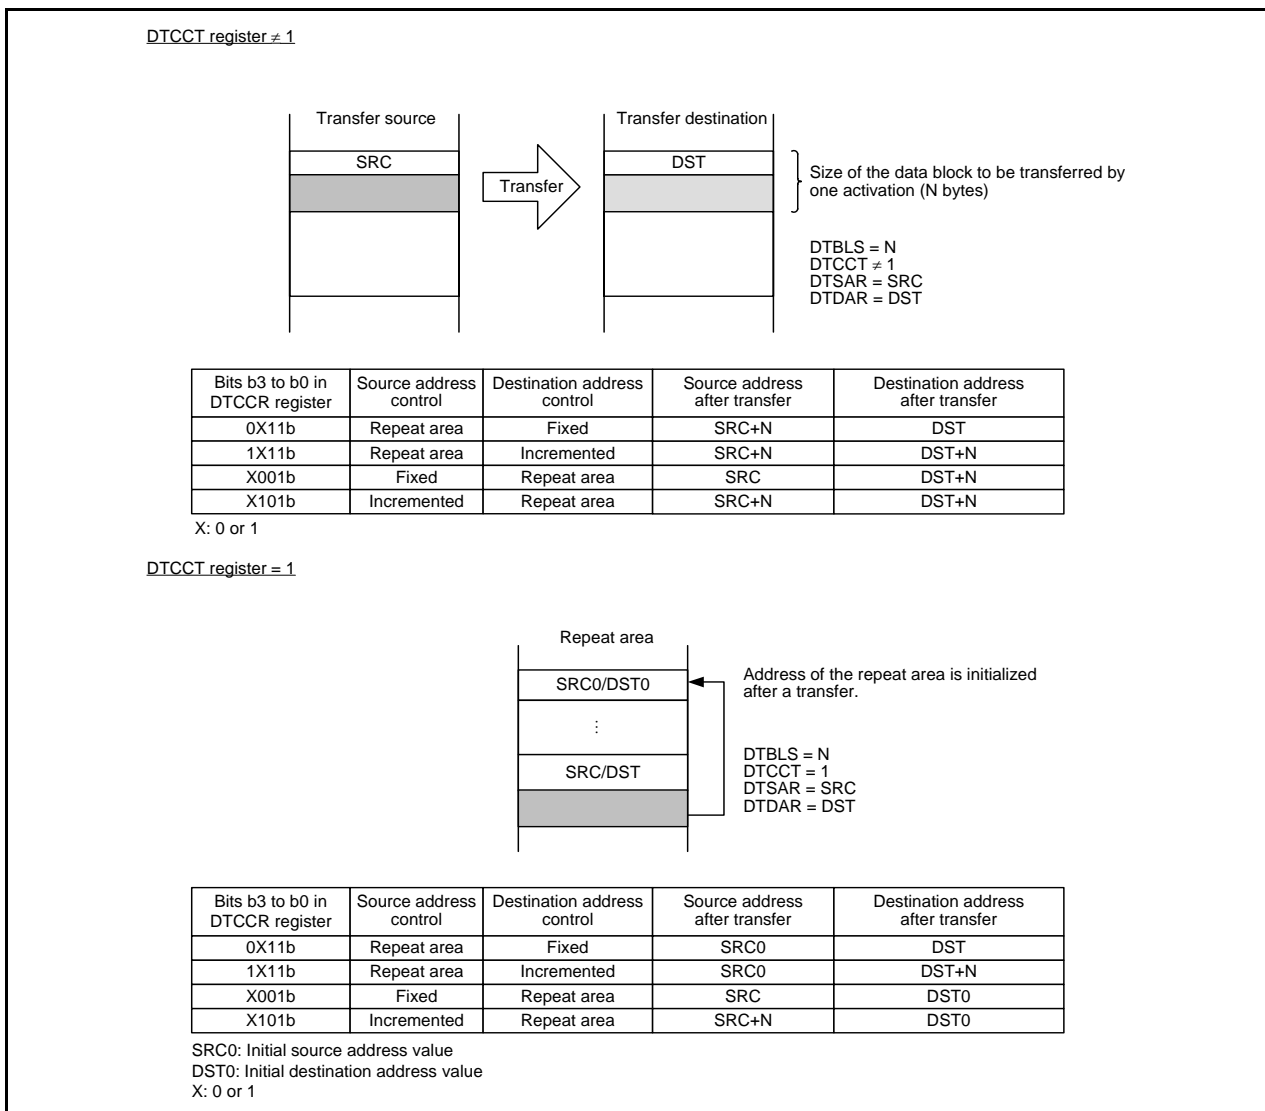 DTCCT register ≠ 1
Transfer source
Transfer destination
SRC
DST
Transfer
Size of the data block to be transferred by
one activation (N bytes)
DTBLS = N
DTCCT ≠ 1
DTSAR = SRC
DTDAR = DST
Bits b3 to b0 in DTCCR register | Source address control | Destination address control | Source address after transfer | Destination address after transfer
0X11b | Repeat area | Fixed | SRC+N | DST
1X11b | Repeat area | Incremented | SRC+N | DST+N
X001b | Fixed | Repeat area | SRC | DST+N
X101b | Incremented | Repeat area | SRC+N | DST+N
X: 0 or 1
DTCCT register = 1
Repeat area
SRC0/DST0
⋮
SRC/DST
Address of the repeat area is initialized
after a transfer.
DTBLS = N
DTCCT = 1
DTSAR = SRC
DTDAR = DST
Bits b3 to b0 in DTCCR register | Source address control | Destination address control | Source address after transfer | Destination address after transfer
0X11b | Repeat area | Fixed | SRC0 | DST
1X11b | Repeat area | Incremented | SRC0 | DST+N
X001b | Fixed | Repeat area | SRC | DST0
X101b | Incremented | Repeat area | SRC+N | DST0
SRC0: Initial source address value
DST0: Initial destination address value
X: 0 or 1